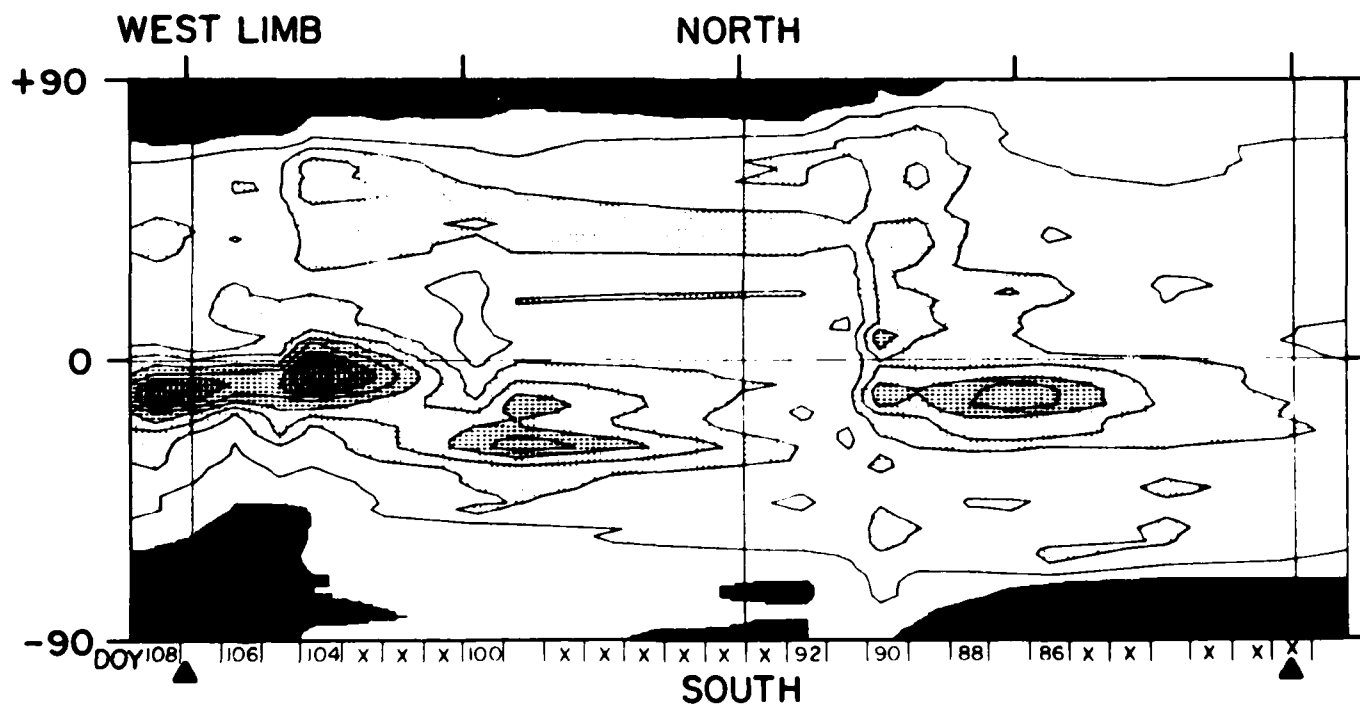 WEST LIMB NORTH
+90
0
-90
DOY 108 106 104 x x x 100 x x x x x x 92 90 88 86 x x x x x
SOUTH